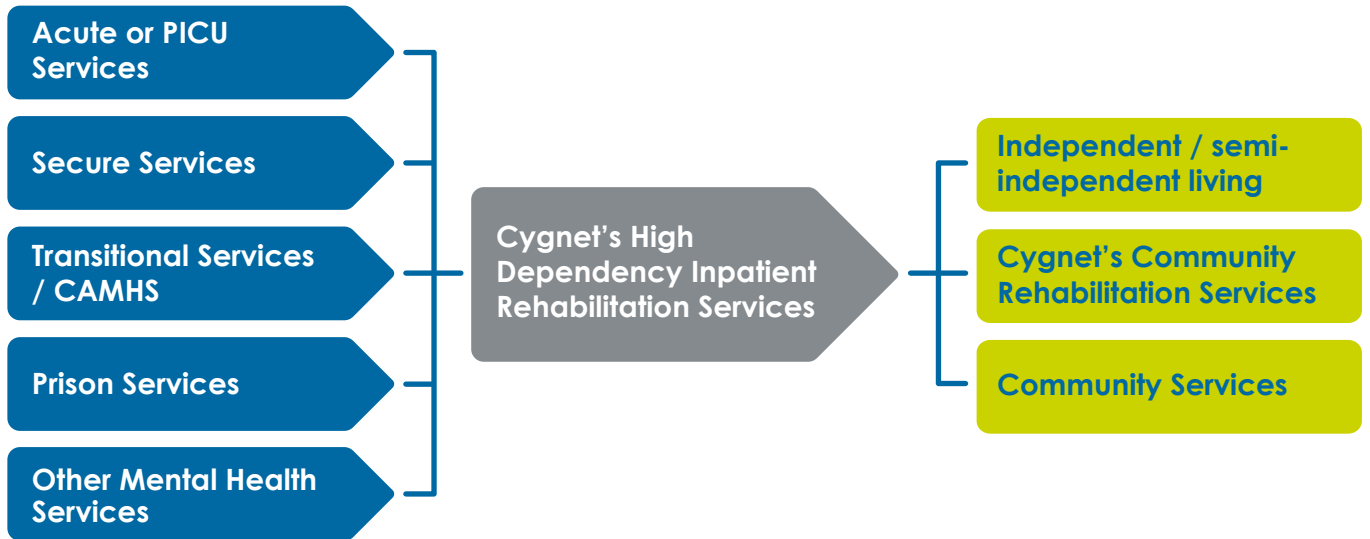 Acute or PICU
Services
Secure Services
Transitional Services
/ CAMHS
Prison Services
Other Mental Health
Services
Cygnet’s High
Dependency Inpatient
Rehabilitation Services
Independent / semi-
independent living
Cygnet’s Community
Rehabilitation Services
Community Services